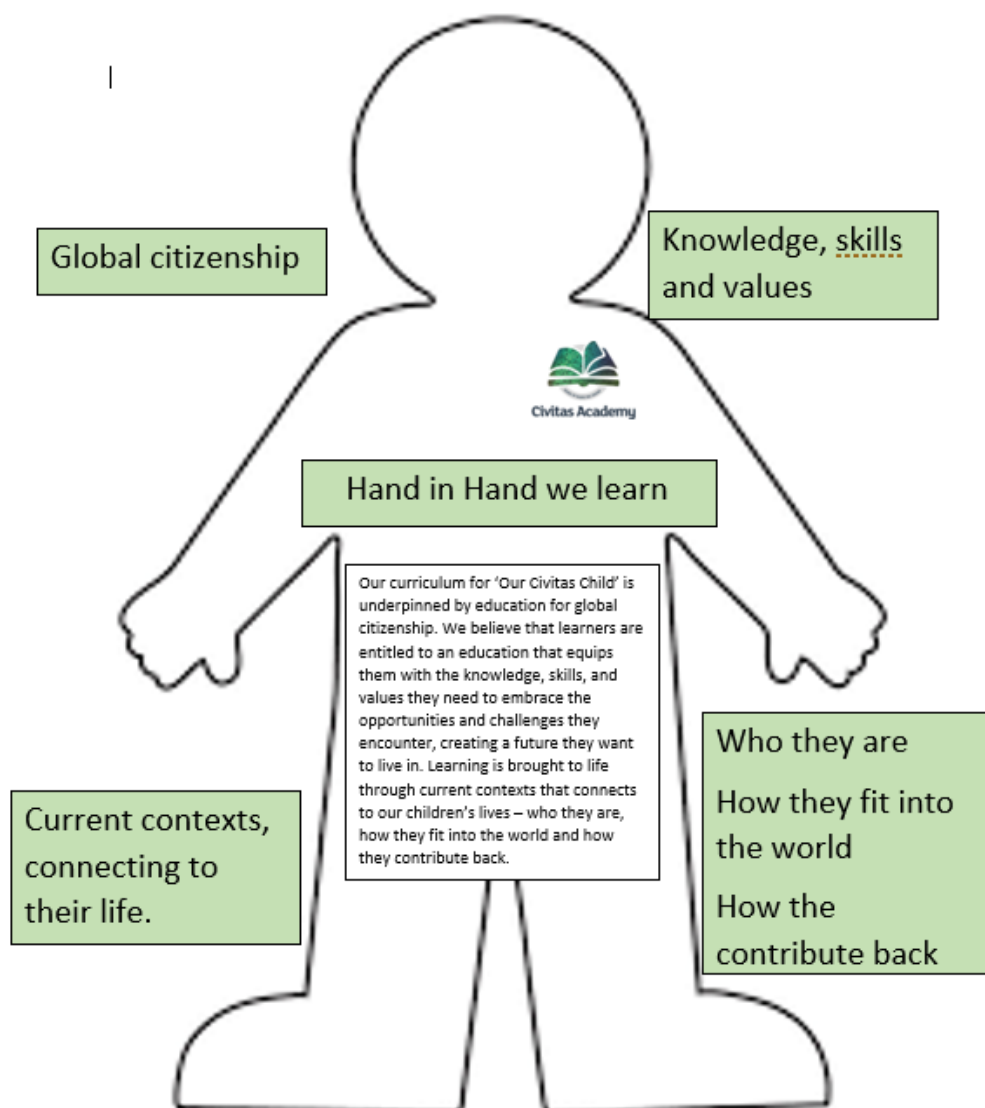 Global citizenship
Knowledge, skills
and values
Civitas Academy
Hand in Hand we learn
Our curriculum for ‘Our Civitas Child’ is
underpinned by education for global
citizenship. We believe that learners are
entitled to an education that equips
them with the knowledge, skills, and
values they need to embrace the
opportunities and challenges they
encounter, creating a future they want
to live in. Learning is brought to life
through current contexts that connects
to our children’s lives – who they are,
how they fit into the world and how
they contribute back.
Current contexts,
connecting to
their life.
Who they are
How they fit into
the world
How the
contribute back